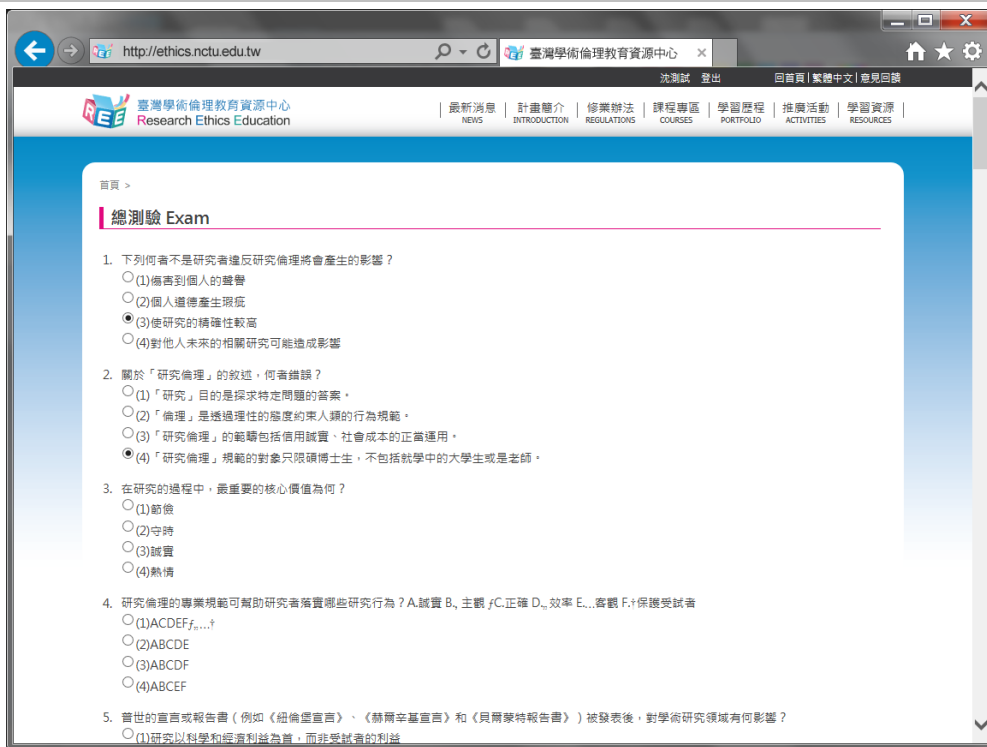 http://ethics.nctu.edu.tw
臺灣學術倫理教育資源中心
沈測試 登出 回首頁 | 繁體中文 | 意見回饋
REE
臺灣學術倫理教育資源中心
Research Ethics Education
最新消息 | 計畫簡介 | 修業辦法 | 課程專區 | 學習歷程 | 推廣活動 | 學習資源
NEWS INTRODUCTION REGULATIONS COURSES PORTFOLIO ACTIVITIES RESOURCES
首頁 >
總測驗 Exam
1. 下列何者不是研究者違反研究倫理將會產生的影響？
(1)傷害到個人的聲譽
(2)個人道德產生瑕疵
(3)使研究的精確性較高
(4)對他人未來的相關研究可能造成影響
2. 關於「研究倫理」的敘述，何者錯誤？
(1)「研究」目的是探求特定問題的答案。
(2)「倫理」是透過理性的態度約束人類的行為規範。
(3)「研究倫理」的範疇包括信用誠實、社會成本的正當運用。
(4)「研究倫理」規範的對象只限碩博士生，不包括就學中的大學生或是老師。
3. 在研究的過程中，最重要的核心價值為何？
(1)節儉
(2)守時
(3)誠實
(4)熱情
4. 研究倫理的專業規範可幫助研究者落實哪些研究行為？A.誠實 B.‚ 主觀 ƒC.正確 D.„ 效率 E.…客觀 F.†保護受試者
(1)ACDEFƒ„…†
(2)ABCDE
(3)ABCDF
(4)ABCEF
5. 普世的宣言或報告書（例如《紐倫堡宣言》、《赫爾辛基宣言》和《貝爾蒙特報告書》）被發表後，對學術研究領域有何影響？
(1)研究以科學和經濟利益為首，而非受試者的利益